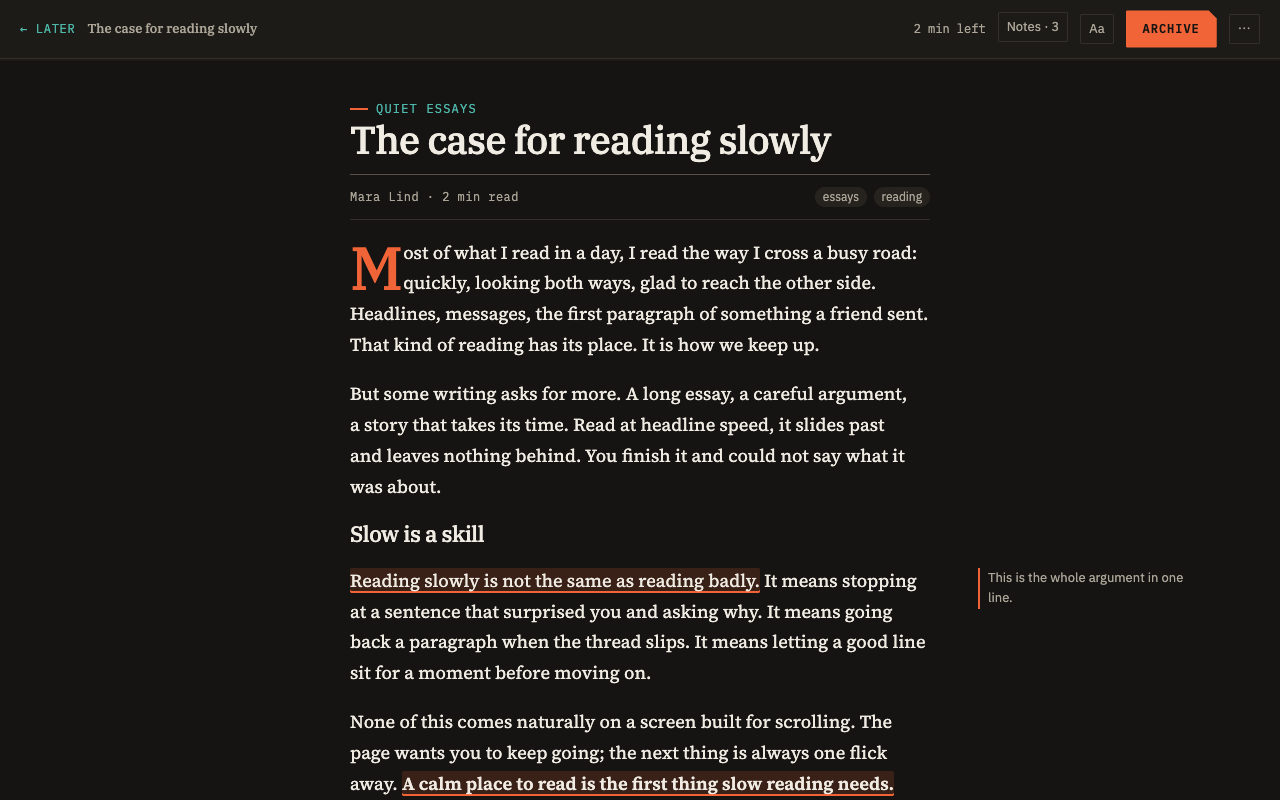 ← LATER The case for reading slowly 2 min left Notes · 3 Aa ARCHIVE ···
QUIET ESSAYS
The case for reading slowly
Mara Lind · 2 min read essays reading
Most of what I read in a day, I read the way I cross a busy road:
quickly, looking both ways, glad to reach the other side.
Headlines, messages, the first paragraph of something a friend sent.
That kind of reading has its place. It is how we keep up.
But some writing asks for more. A long essay, a careful argument,
a story that takes its time. Read at headline speed, it slides past
and leaves nothing behind. You finish it and could not say what it
was about.
Slow is a skill
Reading slowly is not the same as reading badly. It means stopping
at a sentence that surprised you and asking why. It means going
back a paragraph when the thread slips. It means letting a good line
sit for a moment before moving on.
This is the whole argument in one
line.
None of this comes naturally on a screen built for scrolling. The
page wants you to keep going; the next thing is always one flick
away. A calm place to read is the first thing slow reading needs.